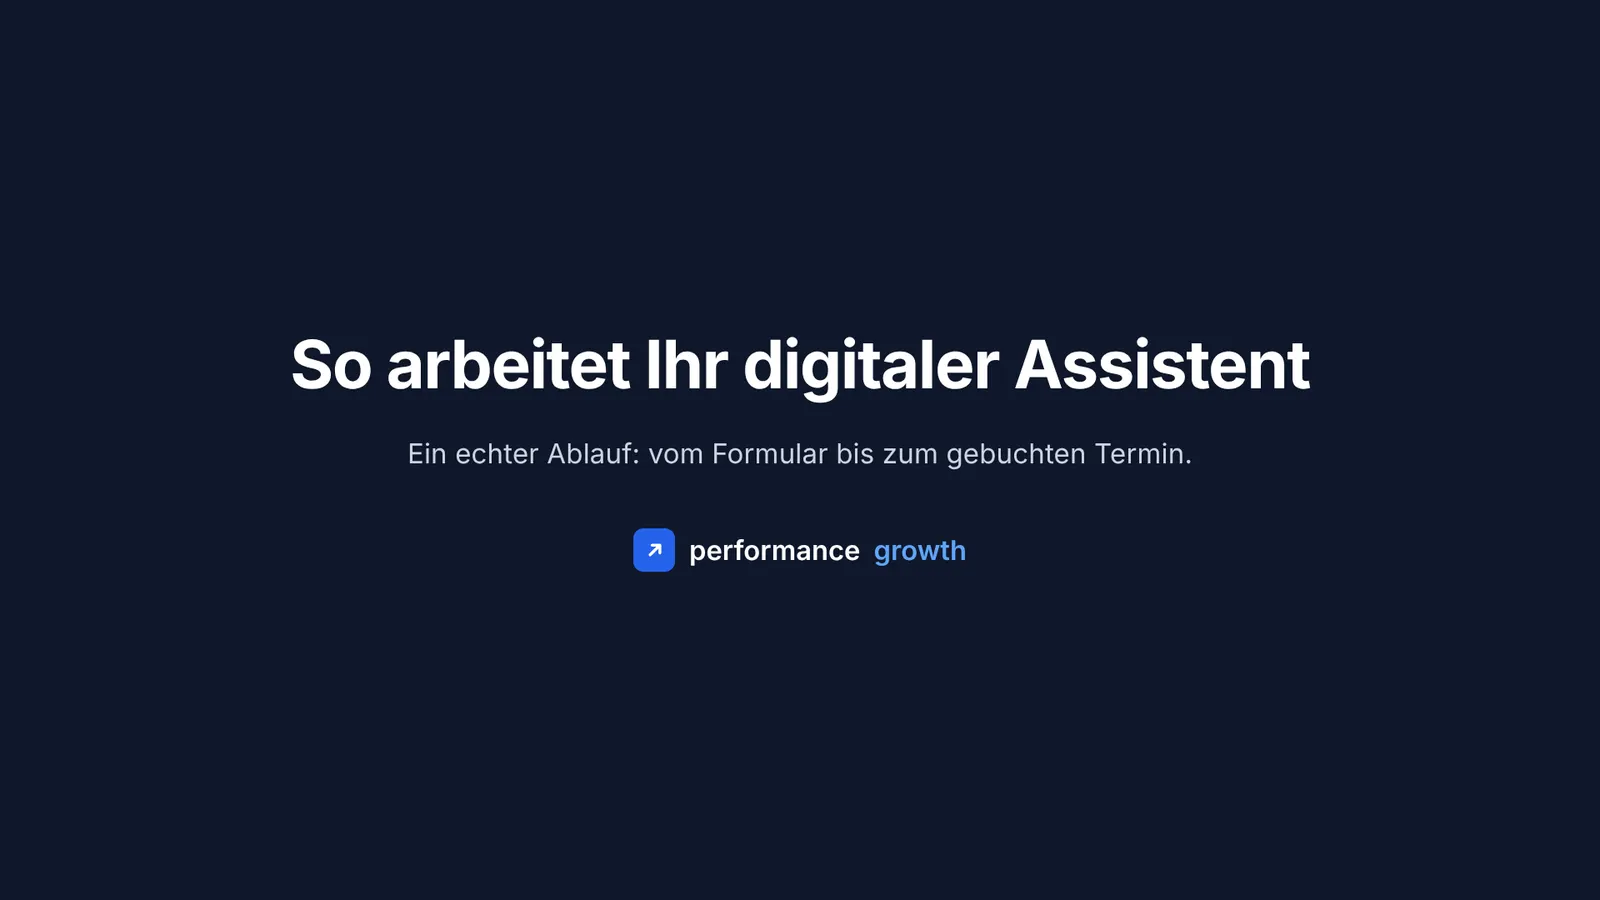 So arbeitet Ihr digitaler Assistent
Ein echter Ablauf: vom Formular bis zum gebuchten Termin.
performance growth